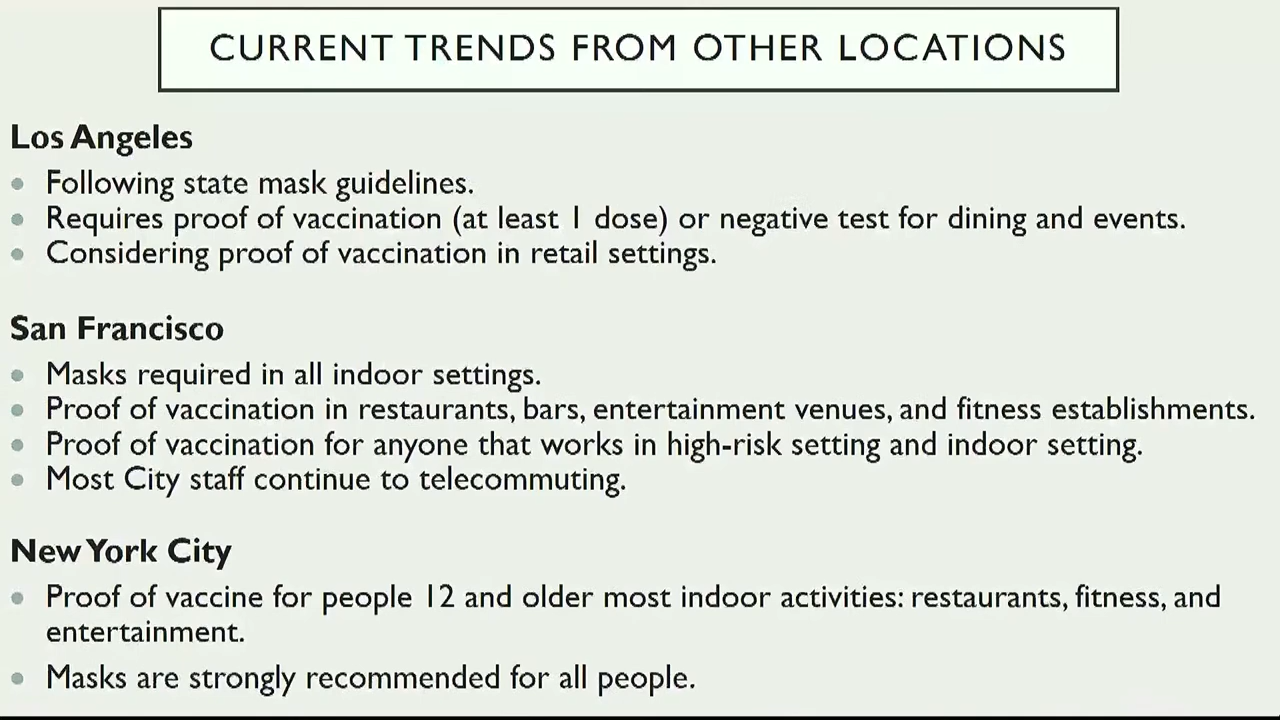 CURRENT TRENDS FROM OTHER LOCATIONS
Los Angeles
Following state mask guidelines.
Requires proof of vaccination (at least 1 dose) or negative test for dining and events.
Considering proof of vaccination in retail settings.
San Francisco
Masks required in all indoor settings.
Proof of vaccination in restaurants, bars, entertainment venues, and fitness establishments.
Proof of vaccination for anyone that works in high-risk setting and indoor setting.
Most City staff continue to telecommuting.
New York City
Proof of vaccine for people 12 and older most indoor activities: restaurants, fitness, and
entertainment.
Masks are strongly recommended for all people.